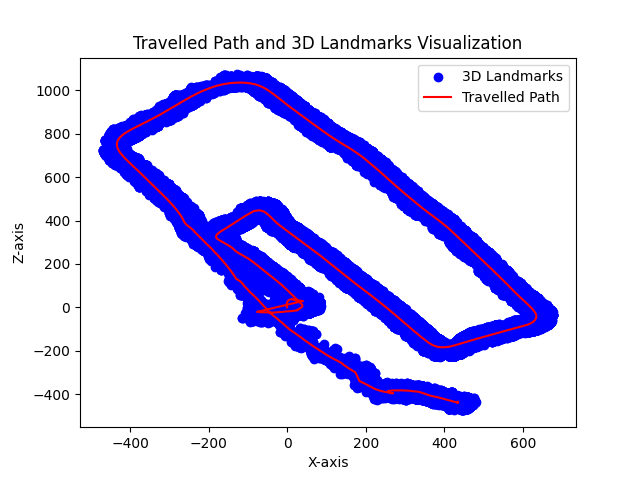 Travelled Path and 3D Landmarks Visualization
3D Landmarks
Travelled Path
1000
800
600
400
200
0
−200
−400
Z-axis
−400 −200 0 200 400 600
X-axis